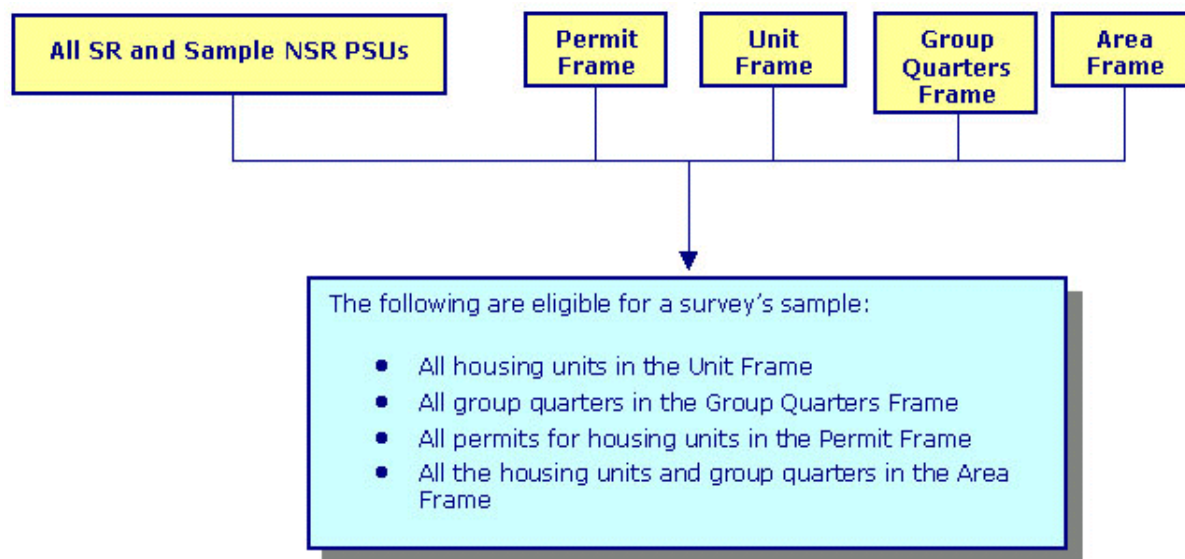 All SR and Sample NSR PSUs
Permit
Frame
Unit
Frame
Group
Quarters
Frame
Area
Frame
The following are eligible for a survey’s sample:
● All housing units in the Unit Frame
● All group quarters in the Group Quarters Frame
● All permits for housing units in the Permit Frame
● All the housing units and group quarters in the Area
Frame